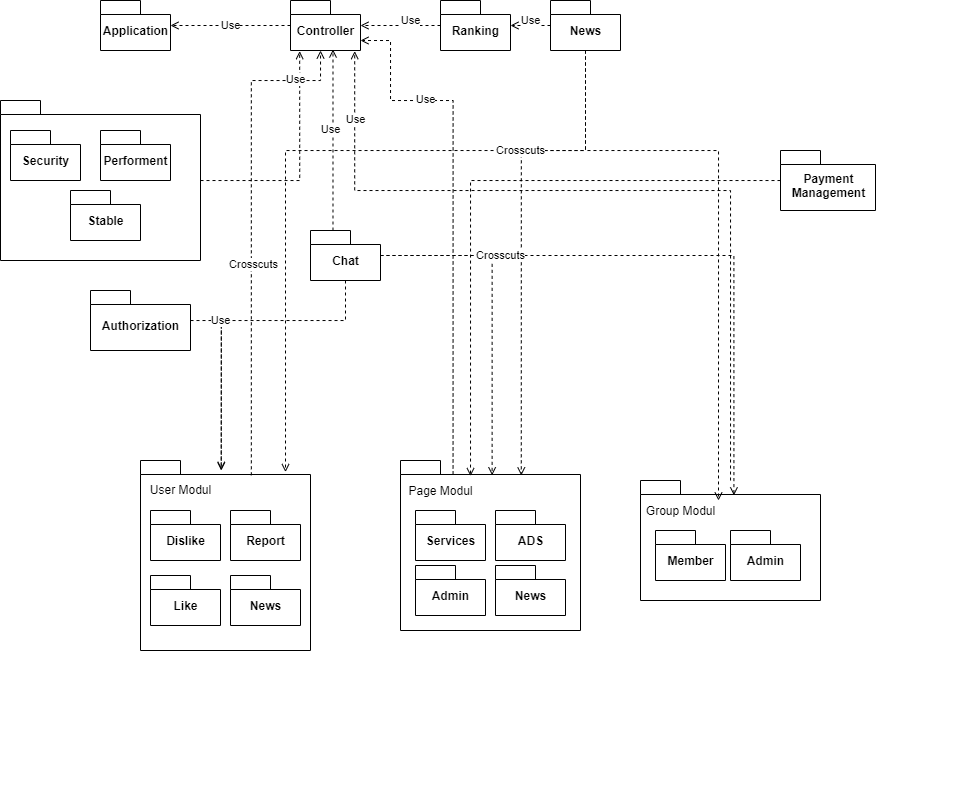 Application
Use
Controller
Use
Ranking
Use
News
Use
Use
Use
Use
Security
Performent
Stable
Crosscuts
Payment
Management
Chat
Crosscuts
Crosscuts
Authorization
Use
User Modul
Dislike
Report
Like
News
Page Modul
Services
ADS
Admin
News
Group Modul
Member
Admin